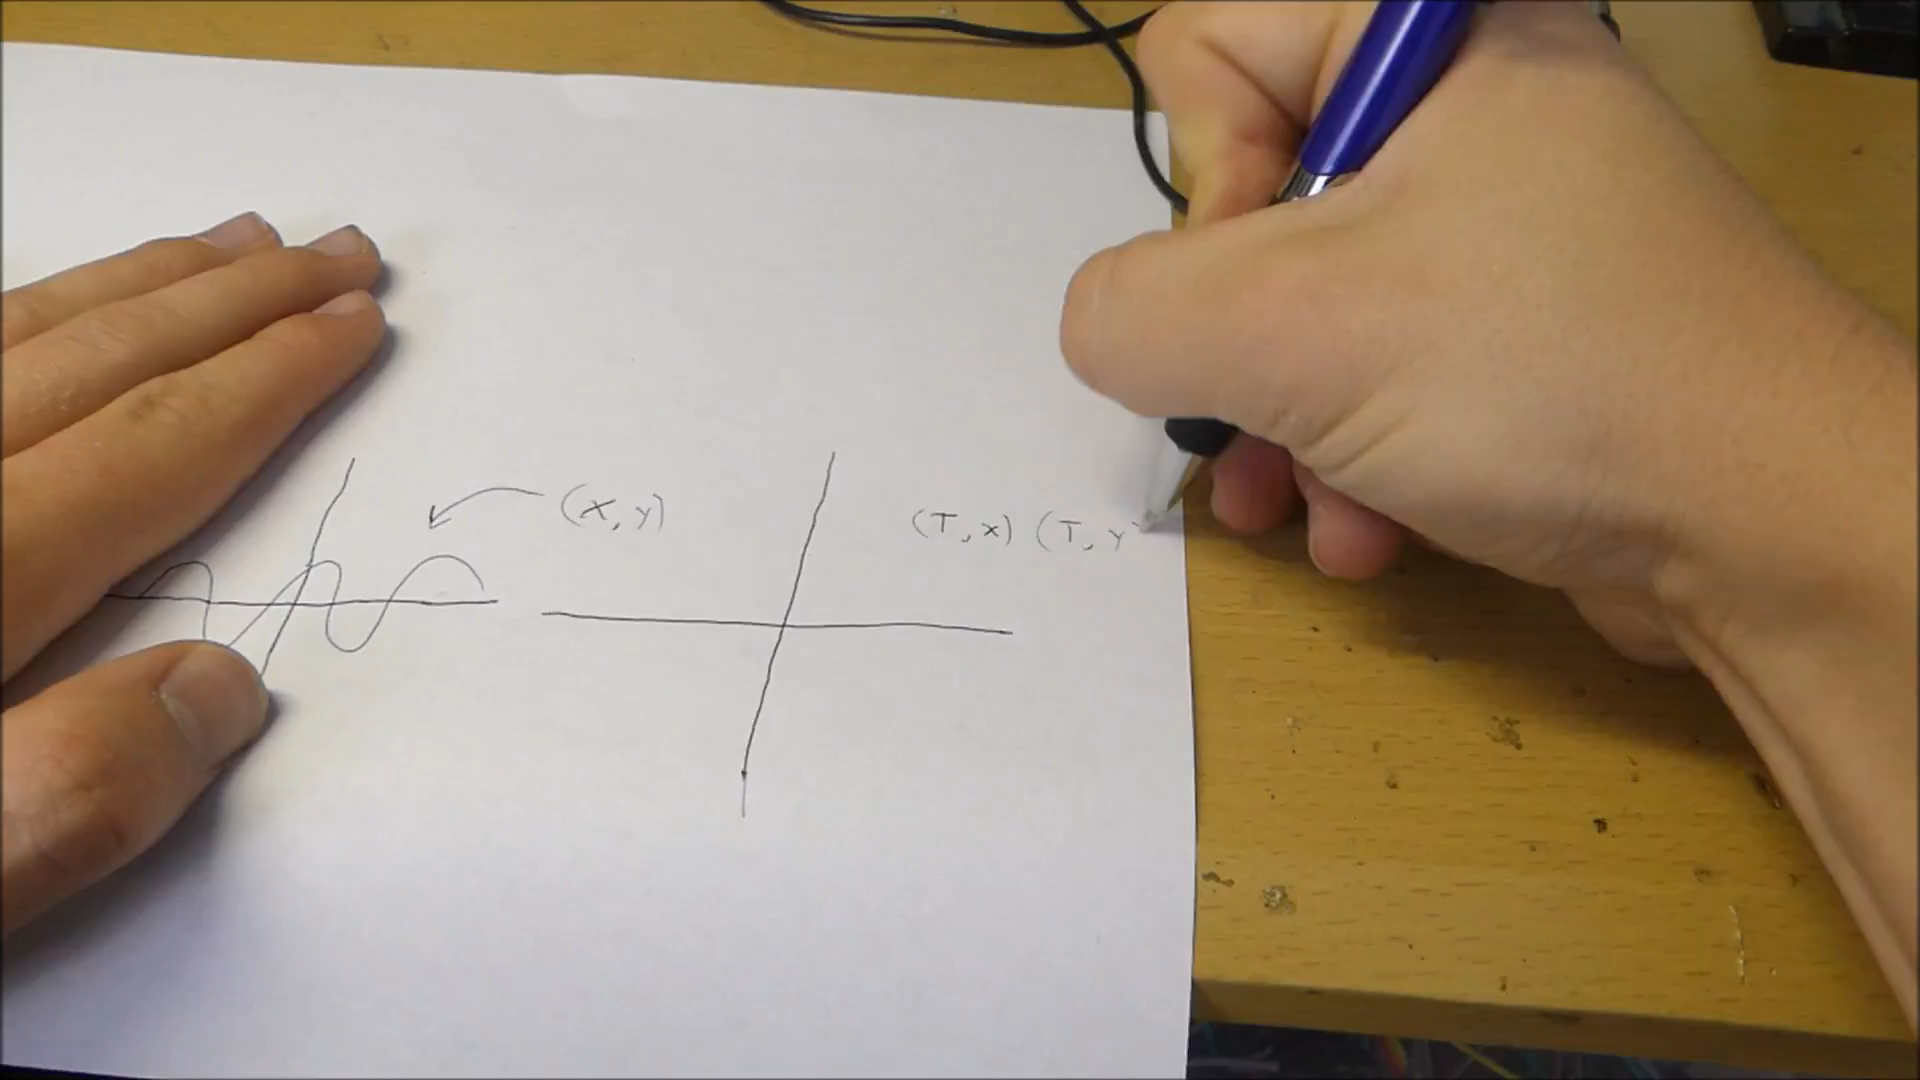 (x, y)
(T, x) (T, y